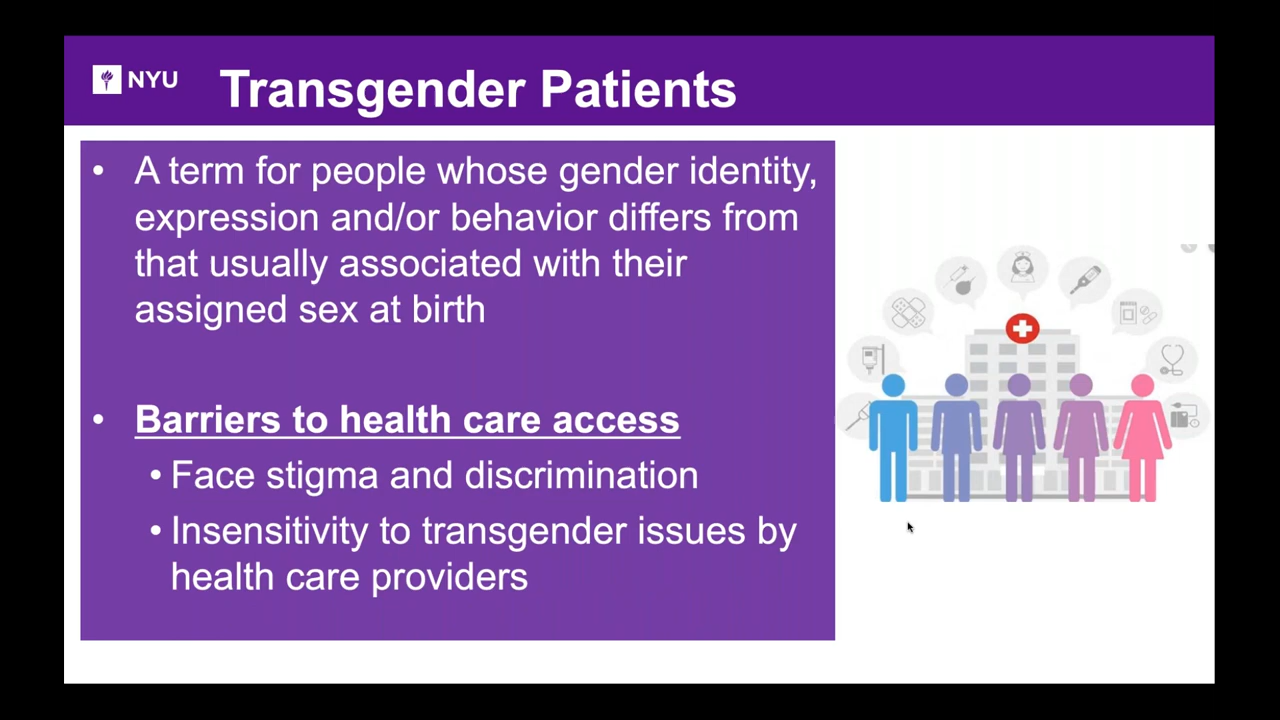 NYU
Transgender Patients
• A term for people whose gender identity,
expression and/or behavior differs from
that usually associated with their
assigned sex at birth
• Barriers to health care access
• Face stigma and discrimination
• Insensitivity to transgender issues by
health care providers